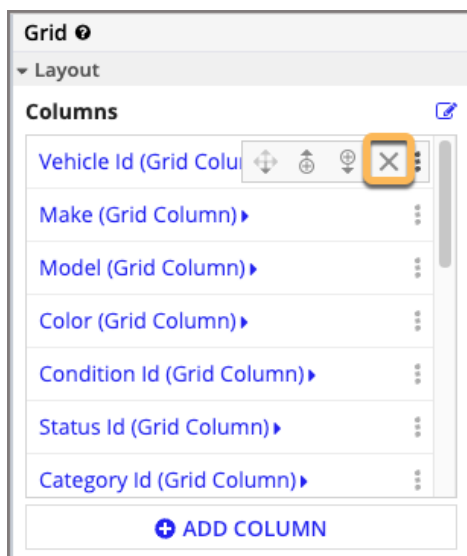 Grid
Layout
Columns
Vehicle Id (Grid Colu
Make (Grid Column)
Model (Grid Column)
Color (Grid Column)
Condition Id (Grid Column)
Status Id (Grid Column)
Category Id (Grid Column)
ADD COLUMN